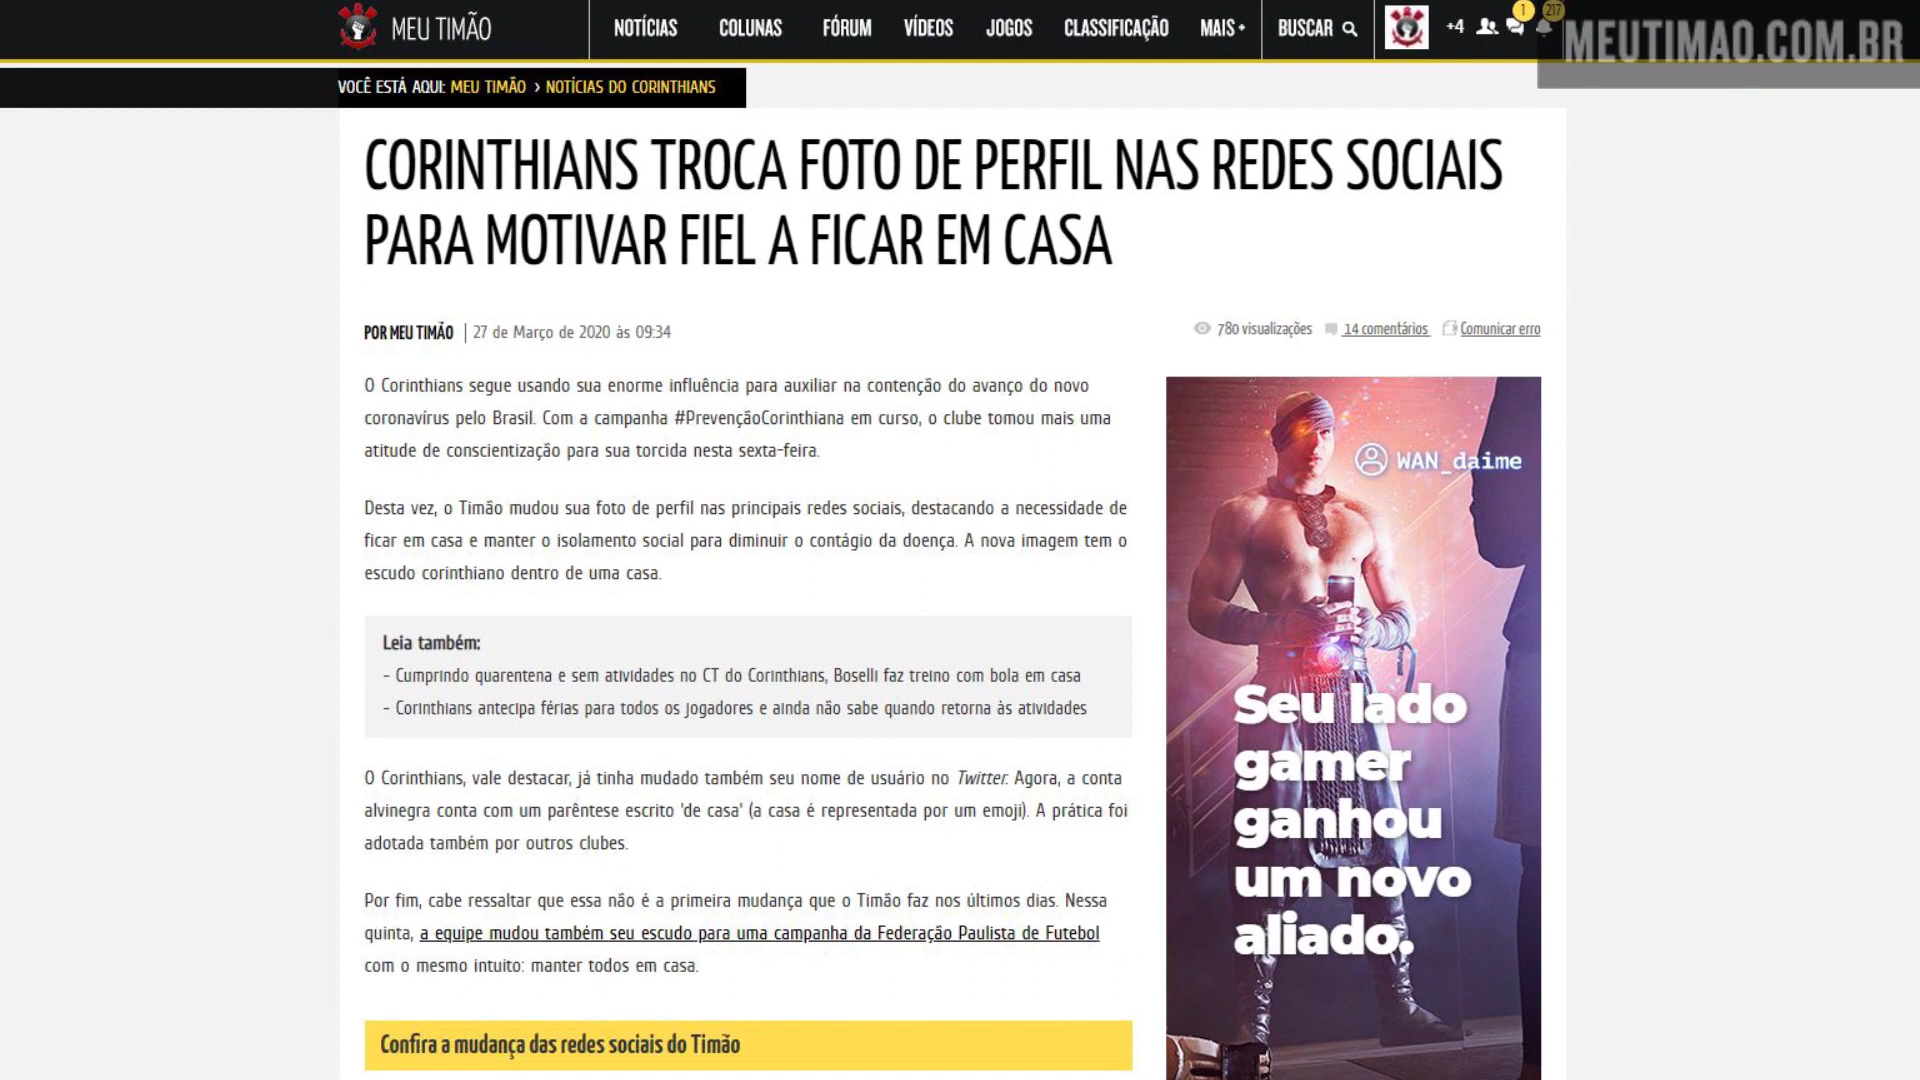 MEU TIMÃO
NOTÍCIAS COLUNAS FÓRUM VÍDEOS JOGOS CLASSIFICAÇÃO MAIS+ BUSCAR +4 1 217
MEUTIMAO.COM.BR
VOCÊ ESTÁ AQUI: MEU TIMÃO › NOTÍCIAS DO CORINTHIANS
CORINTHIANS TROCA FOTO DE PERFIL NAS REDES SOCIAIS
PARA MOTIVAR FIEL A FICAR EM CASA
POR MEU TIMÃO | 27 de Março de 2020 às 09:34
780 visualizações 14 comentários Comunicar erro
O Corinthians segue usando sua enorme influência para auxiliar na contenção do avanço do novo
coronavírus pelo Brasil. Com a campanha #PrevençãoCorinthiana em curso, o clube tomou mais uma
atitude de conscientização para sua torcida nesta sexta-feira.
Desta vez, o Timão mudou sua foto de perfil nas principais redes sociais, destacando a necessidade de
ficar em casa e manter o isolamento social para diminuir o contágio da doença. A nova imagem tem o
escudo corinthiano dentro de uma casa.
Leia também:
- Cumprindo quarentena e sem atividades no CT do Corinthians, Boselli faz treino com bola em casa
- Corinthians antecipa férias para todos os jogadores e ainda não sabe quando retorna às atividades
O Corinthians, vale destacar, já tinha mudado também seu nome de usuário no Twitter. Agora, a conta
alvinegra conta com um parêntese escrito 'de casa' (a casa é representada por um emoji). A prática foi
adotada também por outros clubes.
Por fim, cabe ressaltar que essa não é a primeira mudança que o Timão faz nos últimos dias. Nessa
quinta, a equipe mudou também seu escudo para uma campanha da Federação Paulista de Futebol
com o mesmo intuito: manter todos em casa.
Confira a mudança das redes sociais do Timão
WAN_daime
Seu lado
gamer
ganhou
um novo
aliado.